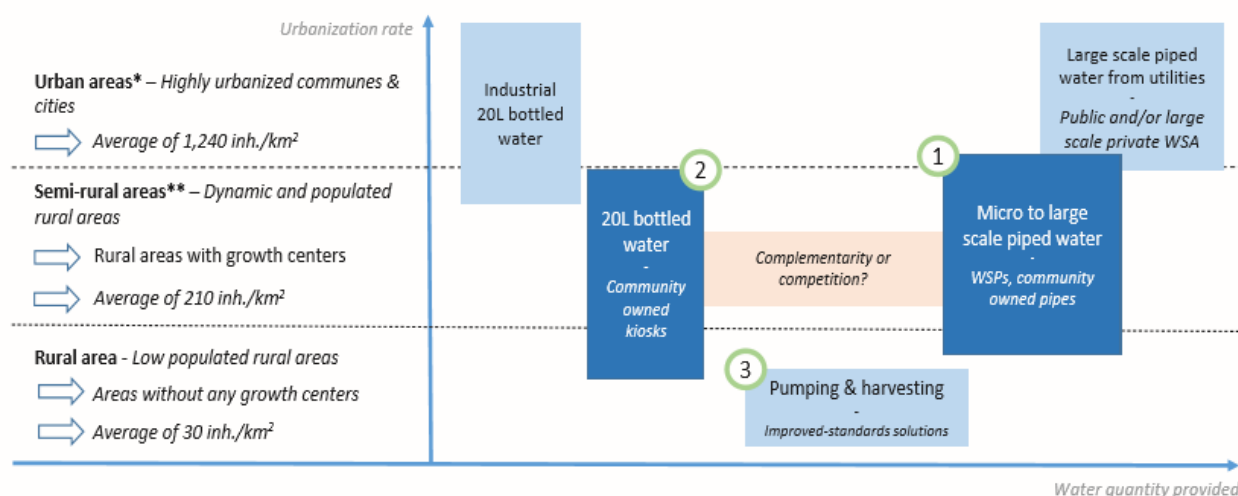 Urbanization rate
Urban areas* – Highly urbanized communes &
cities
Average of 1,240 inh./km²
Semi-rural areas** – Dynamic and populated
rural areas
Rural areas with growth centers
Average of 210 inh./km²
Rural area - Low populated rural areas
Areas without any growth centers
Average of 30 inh./km²
Industrial
20L bottled
water
Large scale piped
water from utilities
-
Public and/or large
scale private WSA
2
20L bottled
water
-
Community
owned
kiosks
Complementarity or
competition?
1
Micro to large
scale piped water
-
WSPs, community
owned pipes
3
Pumping & harvesting
-
Improved-standards solutions
Water quantity provided